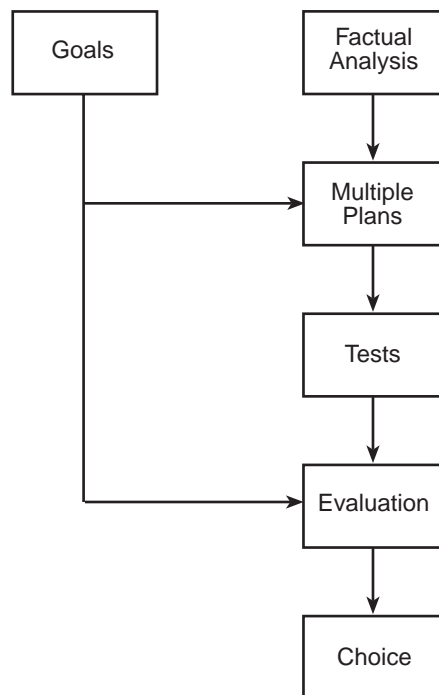 Goals
Factual
Analysis
Multiple
Plans
Tests
Evaluation
Choice